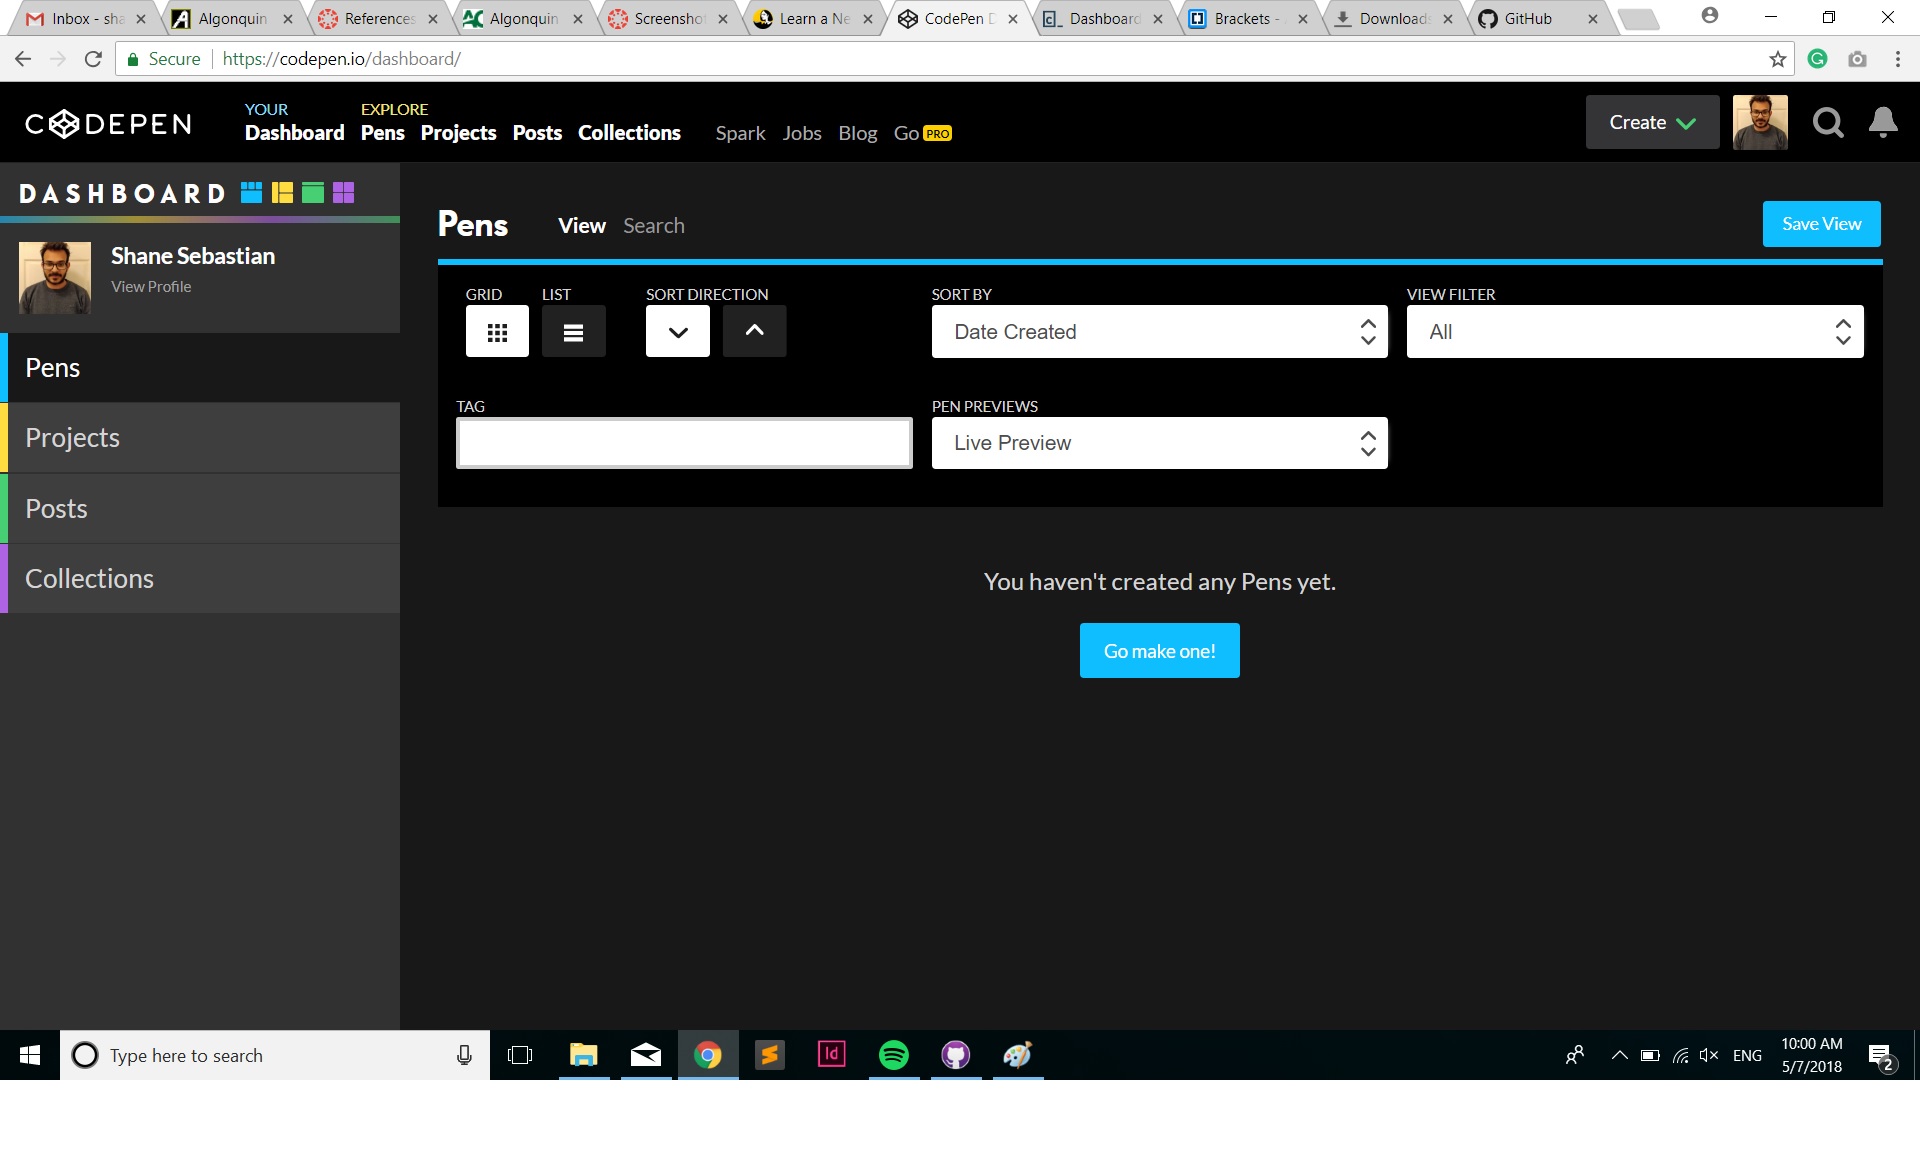 Inbox - sha
Algonquin
References
Algonquin
Screenshot
Learn a Ne
CodePen D
Dashboard
Brackets -
Downloads
GitHub
Secure
https://codepen.io/dashboard/
CODEPEN
YOUR
EXPLORE
Dashboard Pens Projects Posts Collections Spark Jobs Blog Go PRO
Create
DASHBOARD
Shane Sebastian
View Profile
Pens
Projects
Posts
Collections
Pens View Search
Save View
GRID LIST SORT DIRECTION SORT BY VIEW FILTER
Date Created
All
TAG PEN PREVIEWS
Live Preview
You haven't created any Pens yet.
Go make one!
Type here to search
Id
ENG
10:00 AM
5/7/2018
2